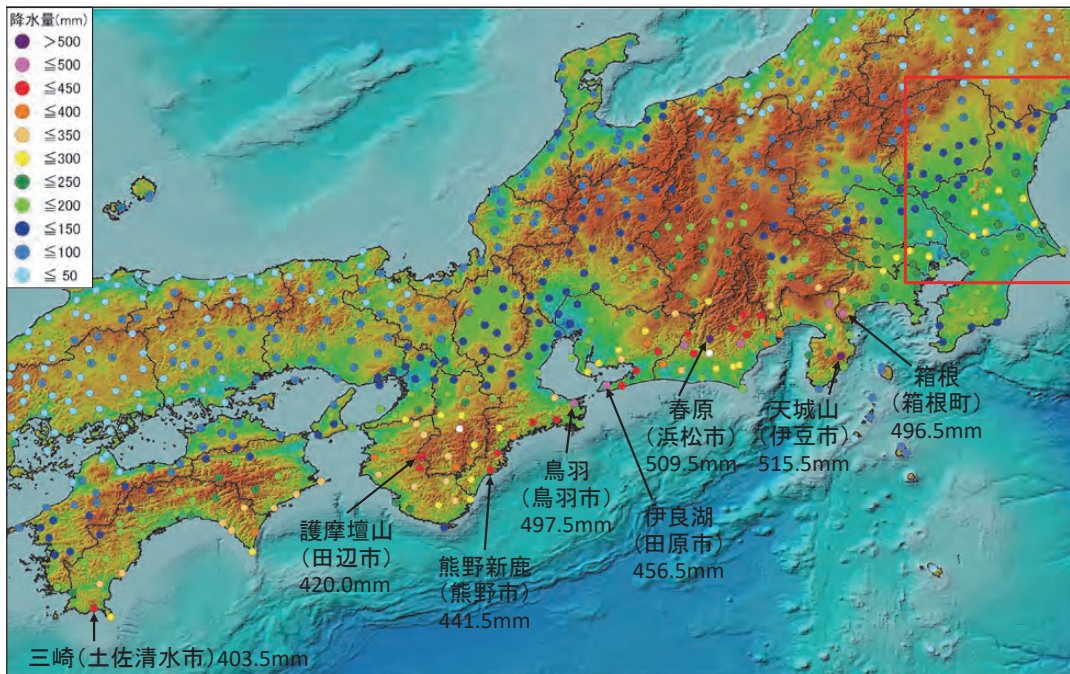 降水量(mm)
>500
≦500
≦450
≦400
≦350
≦300
≦250
≦200
≦150
≦100
≦ 50
箱根
(箱根町)
496.5mm
天城山
(伊豆市)
515.5mm
春原
(浜松市)
509.5mm
伊良湖
(田原市)
456.5mm
鳥羽
(鳥羽市)
497.5mm
熊野新鹿
(熊野市)
441.5mm
護摩壇山
(田辺市)
420.0mm
三崎(土佐清水市)403.5mm